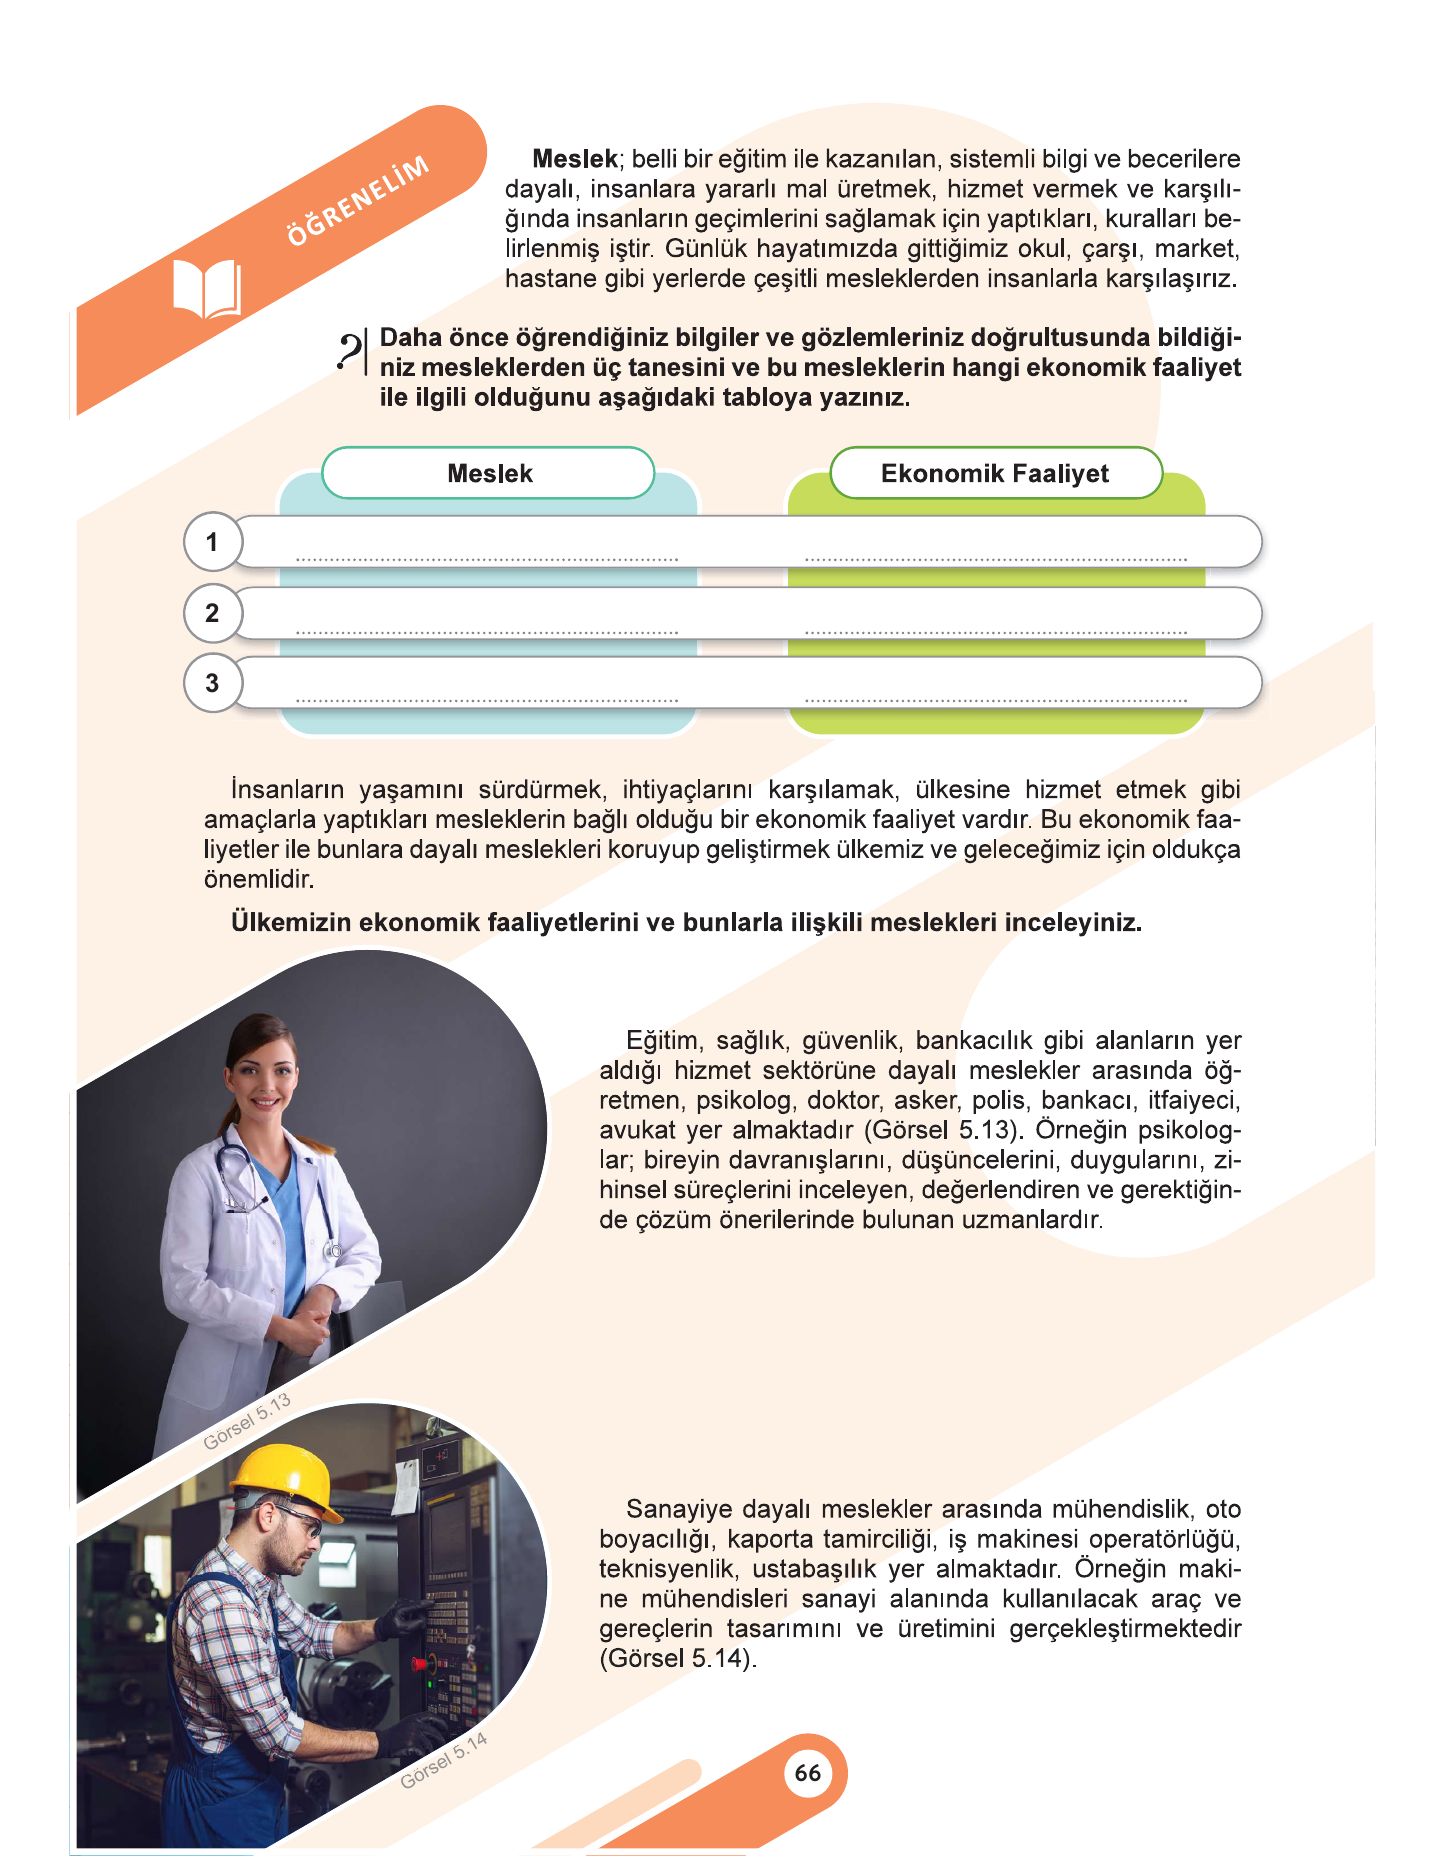 ÖĞRENELİM
Meslek; belli bir eğitim ile kazanılan, sistemli bilgi ve becerilere
dayalı, insanlara yararlı mal üretmek, hizmet vermek ve karşılı-
ğında insanların geçimlerini sağlamak için yaptıkları, kuralları be-
lirlenmiş iştir. Günlük hayatımızda gittiğimiz okul, çarşı, market,
hastane gibi yerlerde çeşitli mesleklerden insanlarla karşılaşırız.
?
Daha önce öğrendiğiniz bilgiler ve gözlemleriniz doğrultusunda bildiği-
niz mesleklerden üç tanesini ve bu mesleklerin hangi ekonomik faaliyet
ile ilgili olduğunu aşağıdaki tabloya yazınız.
Meslek Ekonomik Faaliyet
1 ........................................ ........................................
2 ........................................ ........................................
3 ........................................ ........................................
İnsanların yaşamını sürdürmek, ihtiyaçlarını karşılamak, ülkesine hizmet etmek gibi
amaçlarla yaptıkları mesleklerin bağlı olduğu bir ekonomik faaliyet vardır. Bu ekonomik faa-
liyetler ile bunlara dayalı meslekleri koruyup geliştirmek ülkemiz ve geleceğimiz için oldukça
önemlidir.
Ülkemizin ekonomik faaliyetlerini ve bunlarla ilişkili meslekleri inceleyiniz.
Eğitim, sağlık, güvenlik, bankacılık gibi alanların yer
aldığı hizmet sektörüne dayalı meslekler arasında öğ-
retmen, psikolog, doktor, asker, polis, bankacı, itfaiyeci,
avukat yer almaktadır (Görsel 5.13). Örneğin psikolog-
lar; bireyin davranışlarını, düşüncelerini, duygularını, zi-
hinsel süreçlerini inceleyen, değerlendiren ve gerektiğin-
de çözüm önerilerinde bulunan uzmanlardır.
Görsel 5.13
Sanayiye dayalı meslekler arasında mühendislik, oto
boyacılığı, kaporta tamirciliği, iş makinesi operatörlüğü,
teknisyenlik, ustabaşılık yer almaktadır. Örneğin maki-
ne mühendisleri sanayi alanında kullanılacak araç ve
gereçlerin tasarımını ve üretimini gerçekleştirmektedir
(Görsel 5.14).
Görsel 5.14
66